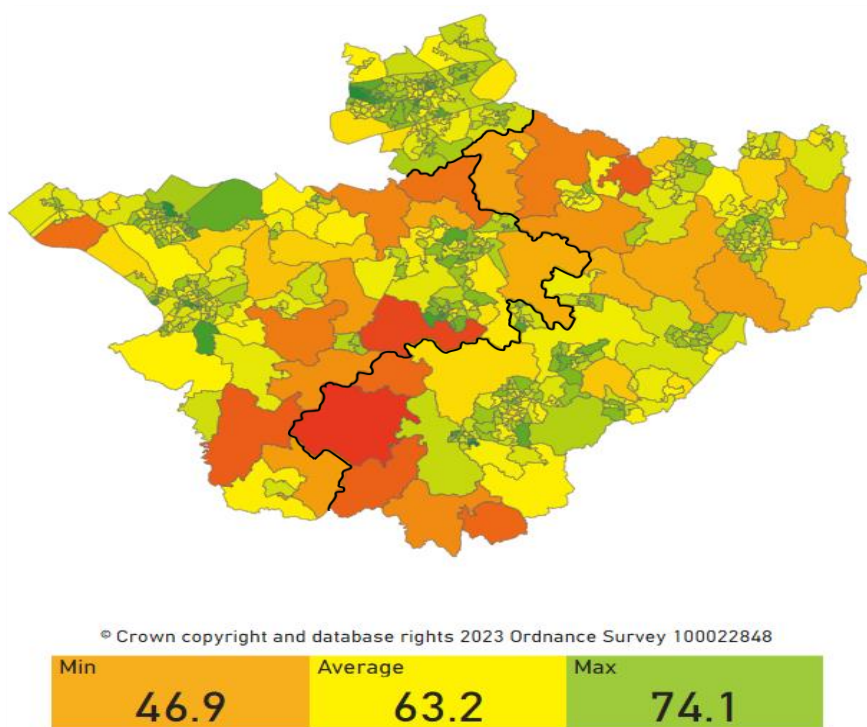 © Crown copyright and database rights 2023 Ordnance Survey 100022848
Min
46.9
Average
63.2
Max
74.1